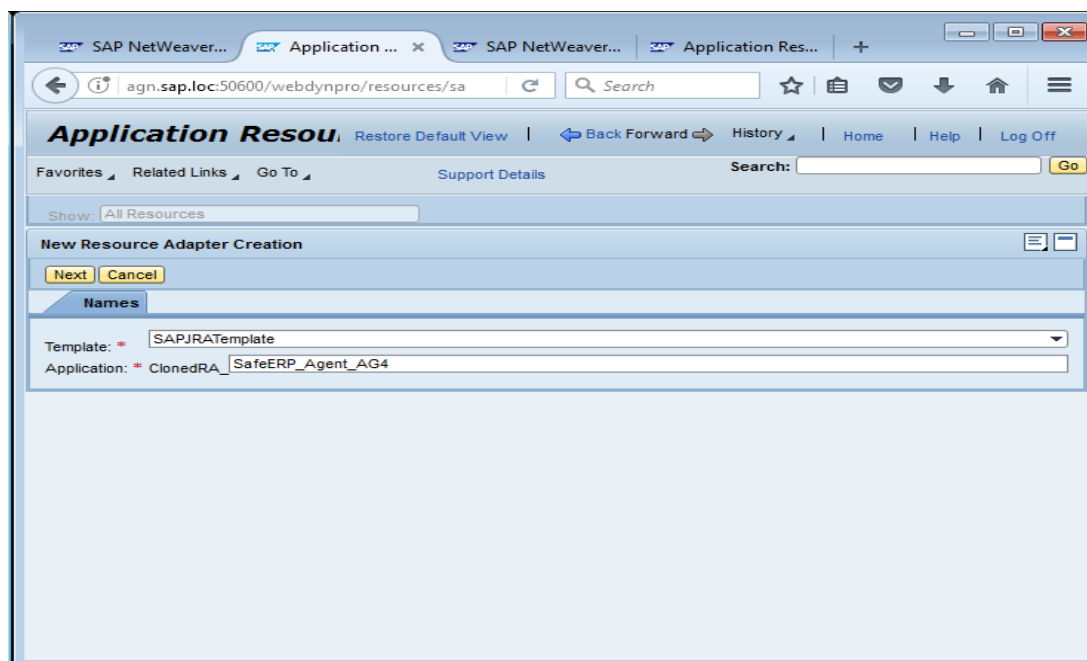 SAP NetWeaver... Application ... × SAP NetWeaver... Application Res... +
agn.sap.loc:50600/webdynpro/resources/sa Search
Application Resou Restore Default View | Back Forward History | Home | Help | Log Off
Favorites Related Links Go To Support Details Search: Go
Show: All Resources
New Resource Adapter Creation
Next Cancel
Names
Template: * SAPJRATemplate
Application: * ClonedRA_ SafeERP_Agent_AG4